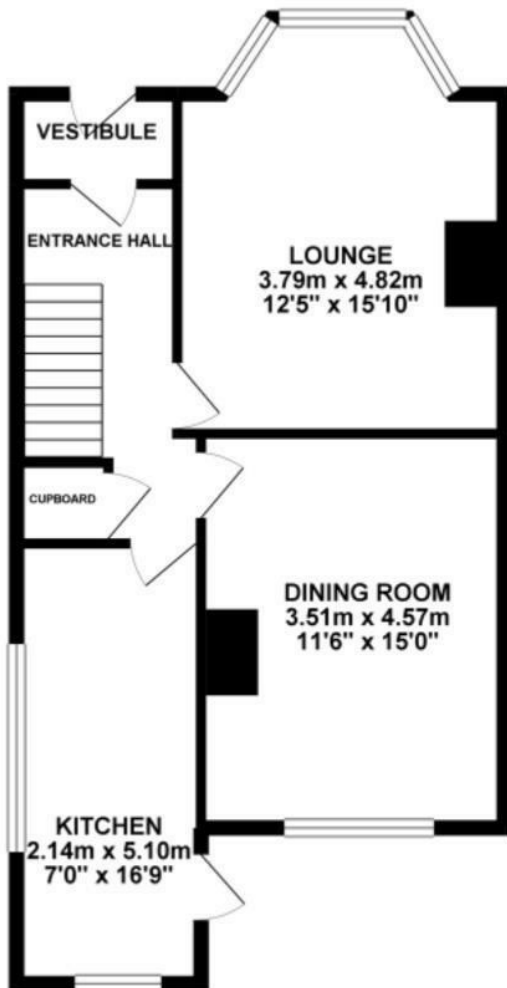 VESTIBULE
ENTRANCE HALL
LOUNGE
3.79m x 4.82m
12'5" x 15'10"
CUPBOARD
DINING ROOM
3.51m x 4.57m
11'6" x 15'0"
KITCHEN
2.14m x 5.10m
7'0" x 16'9"